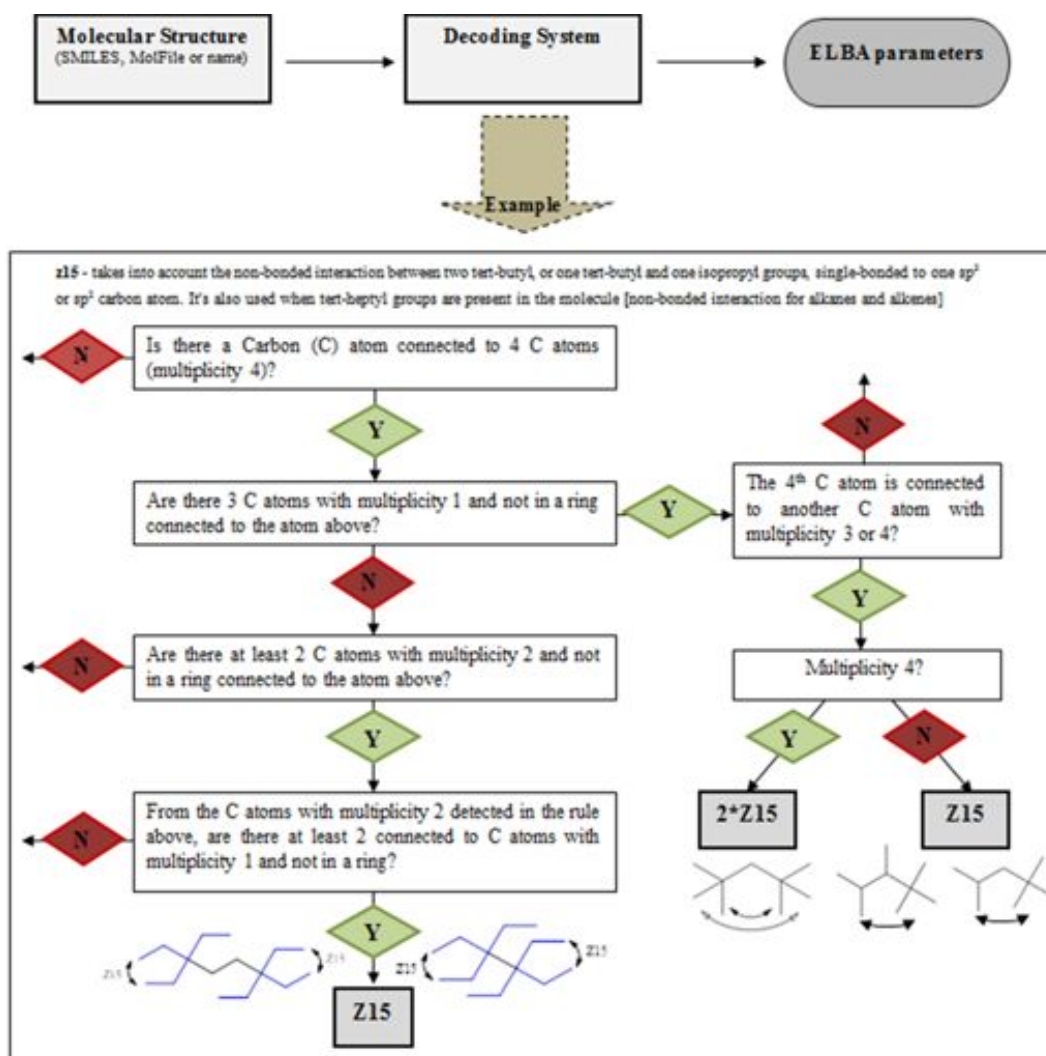 Molecular Structure
(SMILES, MolFile or name)
Decoding System
ELBA parameters
Example
z15 - takes into account the non-bonded interaction between two tert-butyl, or one tert-butyl and one isopropyl groups, single-bonded to one sp³
or sp² carbon atom. It's also used when tert-heptyl groups are present in the molecule [non-bonded interaction for alkanes and alkenes]
N
Is there a Carbon (C) atom connected to 4 C atoms
(multiplicity 4)?
Y
N
Are there 3 C atoms with multiplicity 1 and not in a ring
connected to the atom above?
Y
The 4th C atom is connected
to another C atom with
multiplicity 3 or 4?
N
Y
N
Are there at least 2 C atoms with multiplicity 2 and not
in a ring connected to the atom above?
Multiplicity 4?
Y
Y
N
N
From the C atoms with multiplicity 2 detected in the rule
above, are there at least 2 connected to C atoms with
multiplicity 1 and not in a ring?
2*Z15
Z15
Y
Z15
Z15
Z15
Z15
Z15